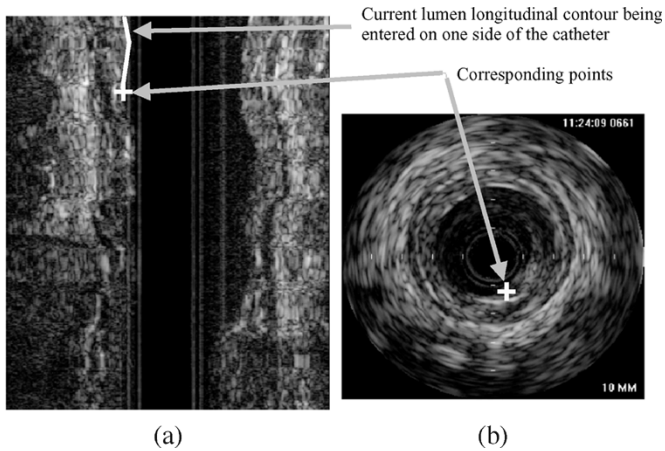 Current lumen longitudinal contour being
entered on one side of the catheter
Corresponding points
11:24:09 0661
10 MM
(a)
(b)